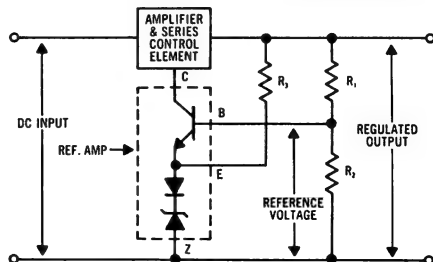 AMPLIFIER
& SERIES
CONTROL
ELEMENT
C
R₃
R₁
DC INPUT
B
REGULATED
OUTPUT
REF. AMP
E
R₂
REFERENCE
VOLTAGE
Z